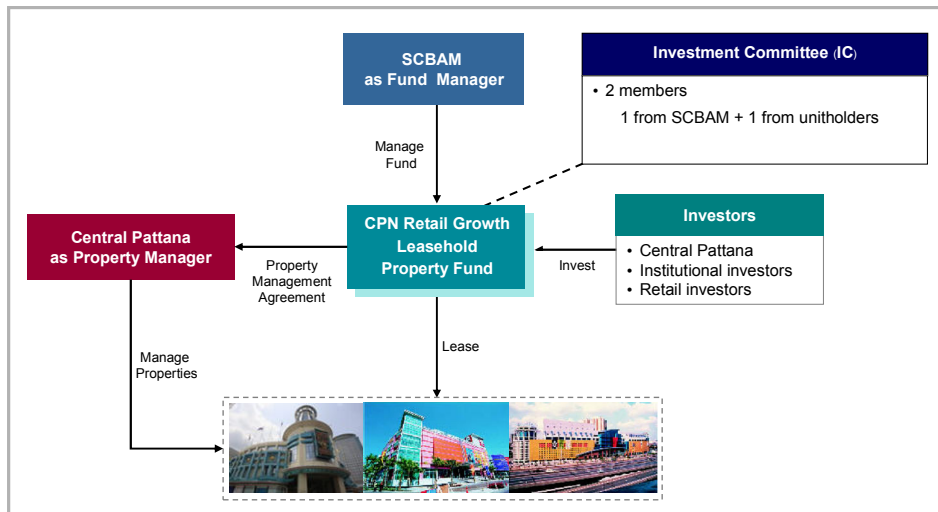 SCBAM
as Fund Manager
Investment Committee (IC)
• 2 members
1 from SCBAM + 1 from unitholders
Manage
Fund
CPN Retail Growth
Leasehold
Property Fund
Investors
• Central Pattana
• Institutional investors
• Retail investors
Central Pattana
as Property Manager
Invest
Property
Management
Agreement
Lease
Manage
Properties